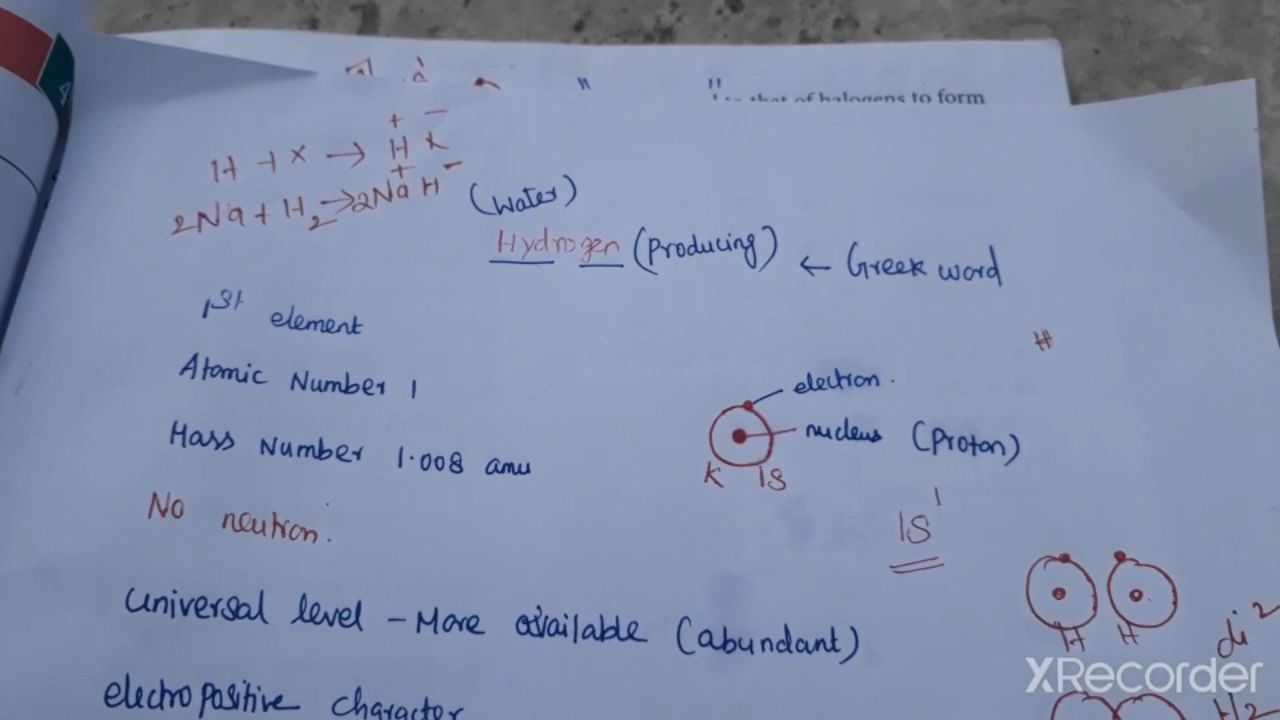 that of halogens to form
H + X → H⁺ X⁻
2Na + H₂ → 2Na⁺ H⁻
(Water)
Hydrogen (Producing) ← Greek word
1st element
H
Atomic Number 1
electron.
Mass Number 1.008 amu
nucleus (Proton)
K 1S
No neutron.
1S¹
Universal level - More available (abundant)
H H
di 2
electropositive character
H2
XRecorder